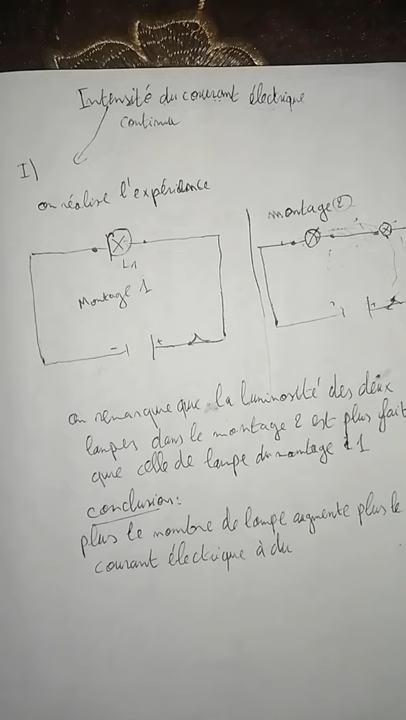 Intensité du courant électrique
continu
I)
on réalise l'expérience
montage (2)
L1
Montage 1
- +
- +
on remarque que la luminosité des deux
lampes dans le montage 2 est plus fait
que celle de lampe du montage 1
conclusion:
plus le nombre de lampe augmente plus le
courant électrique à du